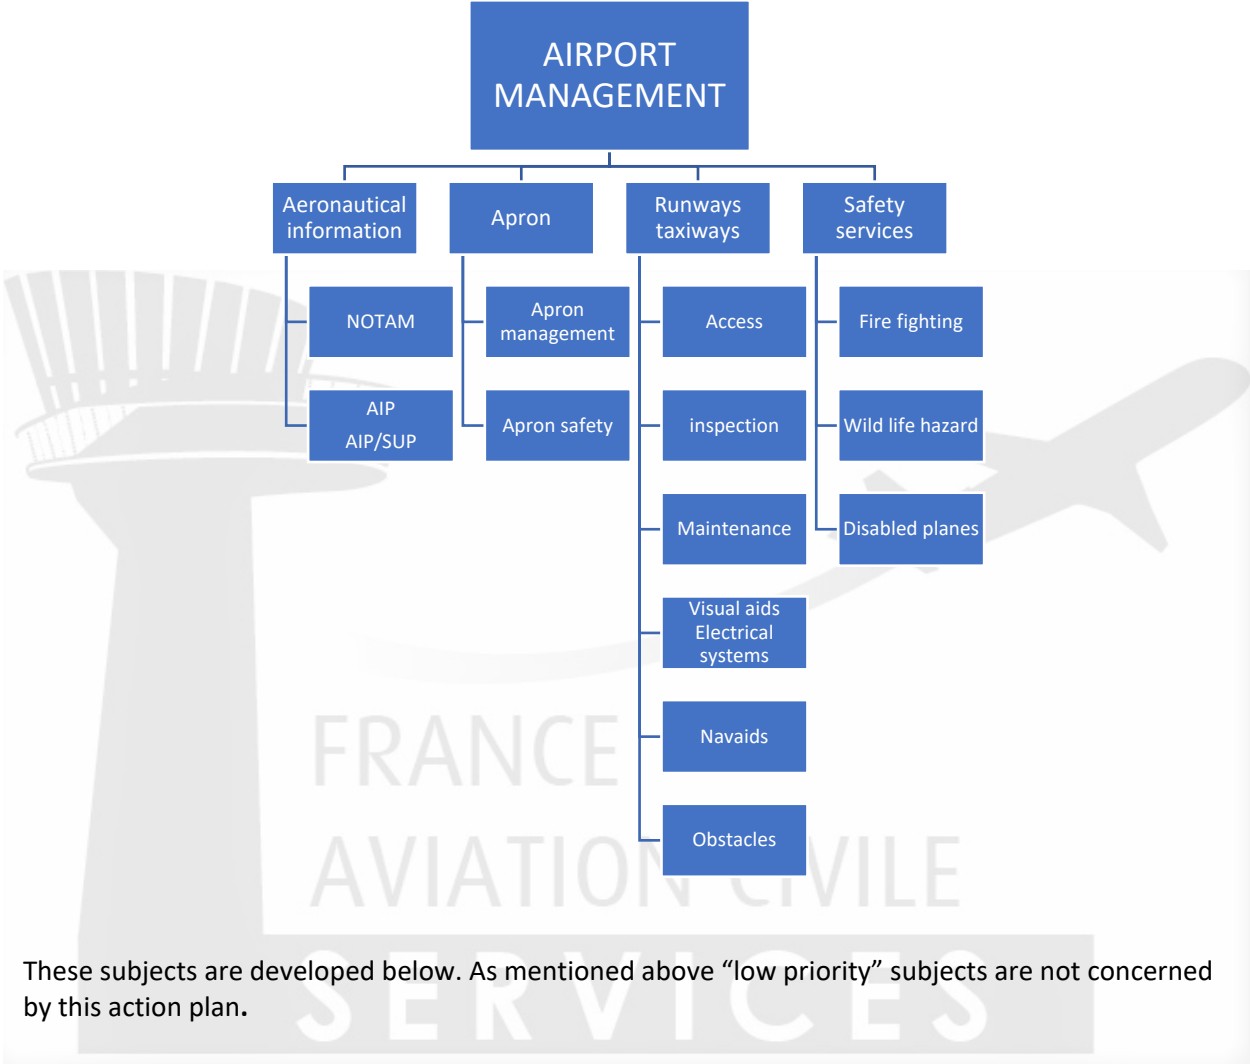 AIRPORT
MANAGEMENT
Aeronautical
information
NOTAM
AIP
AIP/SUP
Apron
Apron
management
Apron safety
Runways
taxiways
Access
inspection
Maintenance
Visual aids
Electrical
systems
Navaids
Obstacles
Safety
services
Fire fighting
Wild life hazard
Disabled planes
FRANCE
AVIATION CIVILE
SERVICES
These subjects are developed below. As mentioned above “low priority” subjects are not concerned
by this action plan.